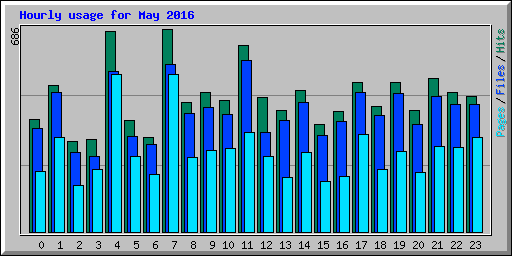 Hourly usage for May 2016
686
Pages/Files/Hits
0 1 2 3 4 5 6 7 8 9 10 11 12 13 14 15 16 17 18 19 20 21 22 23